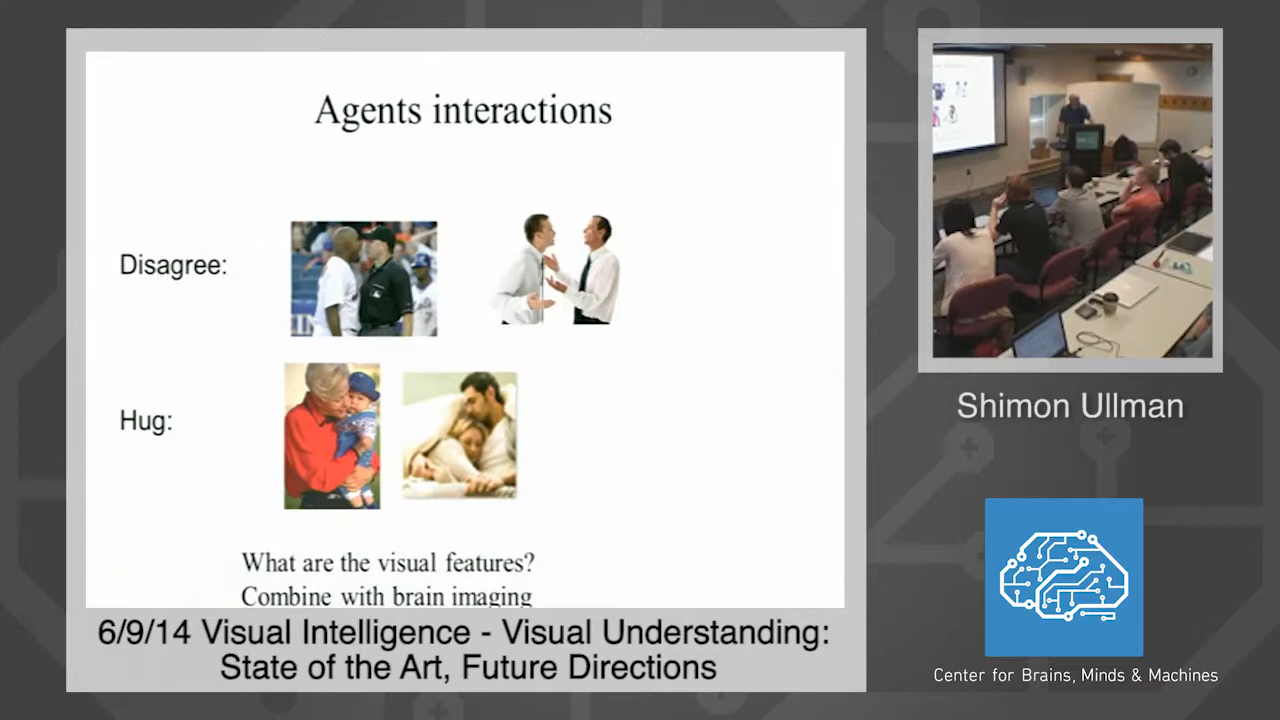 Agents interactions
Disagree:
Hug:
What are the visual features?
Combine with brain imaging
6/9/14 Visual Intelligence - Visual Understanding:
State of the Art, Future Directions
Shimon Ullman
Center for Brains, Minds & Machines